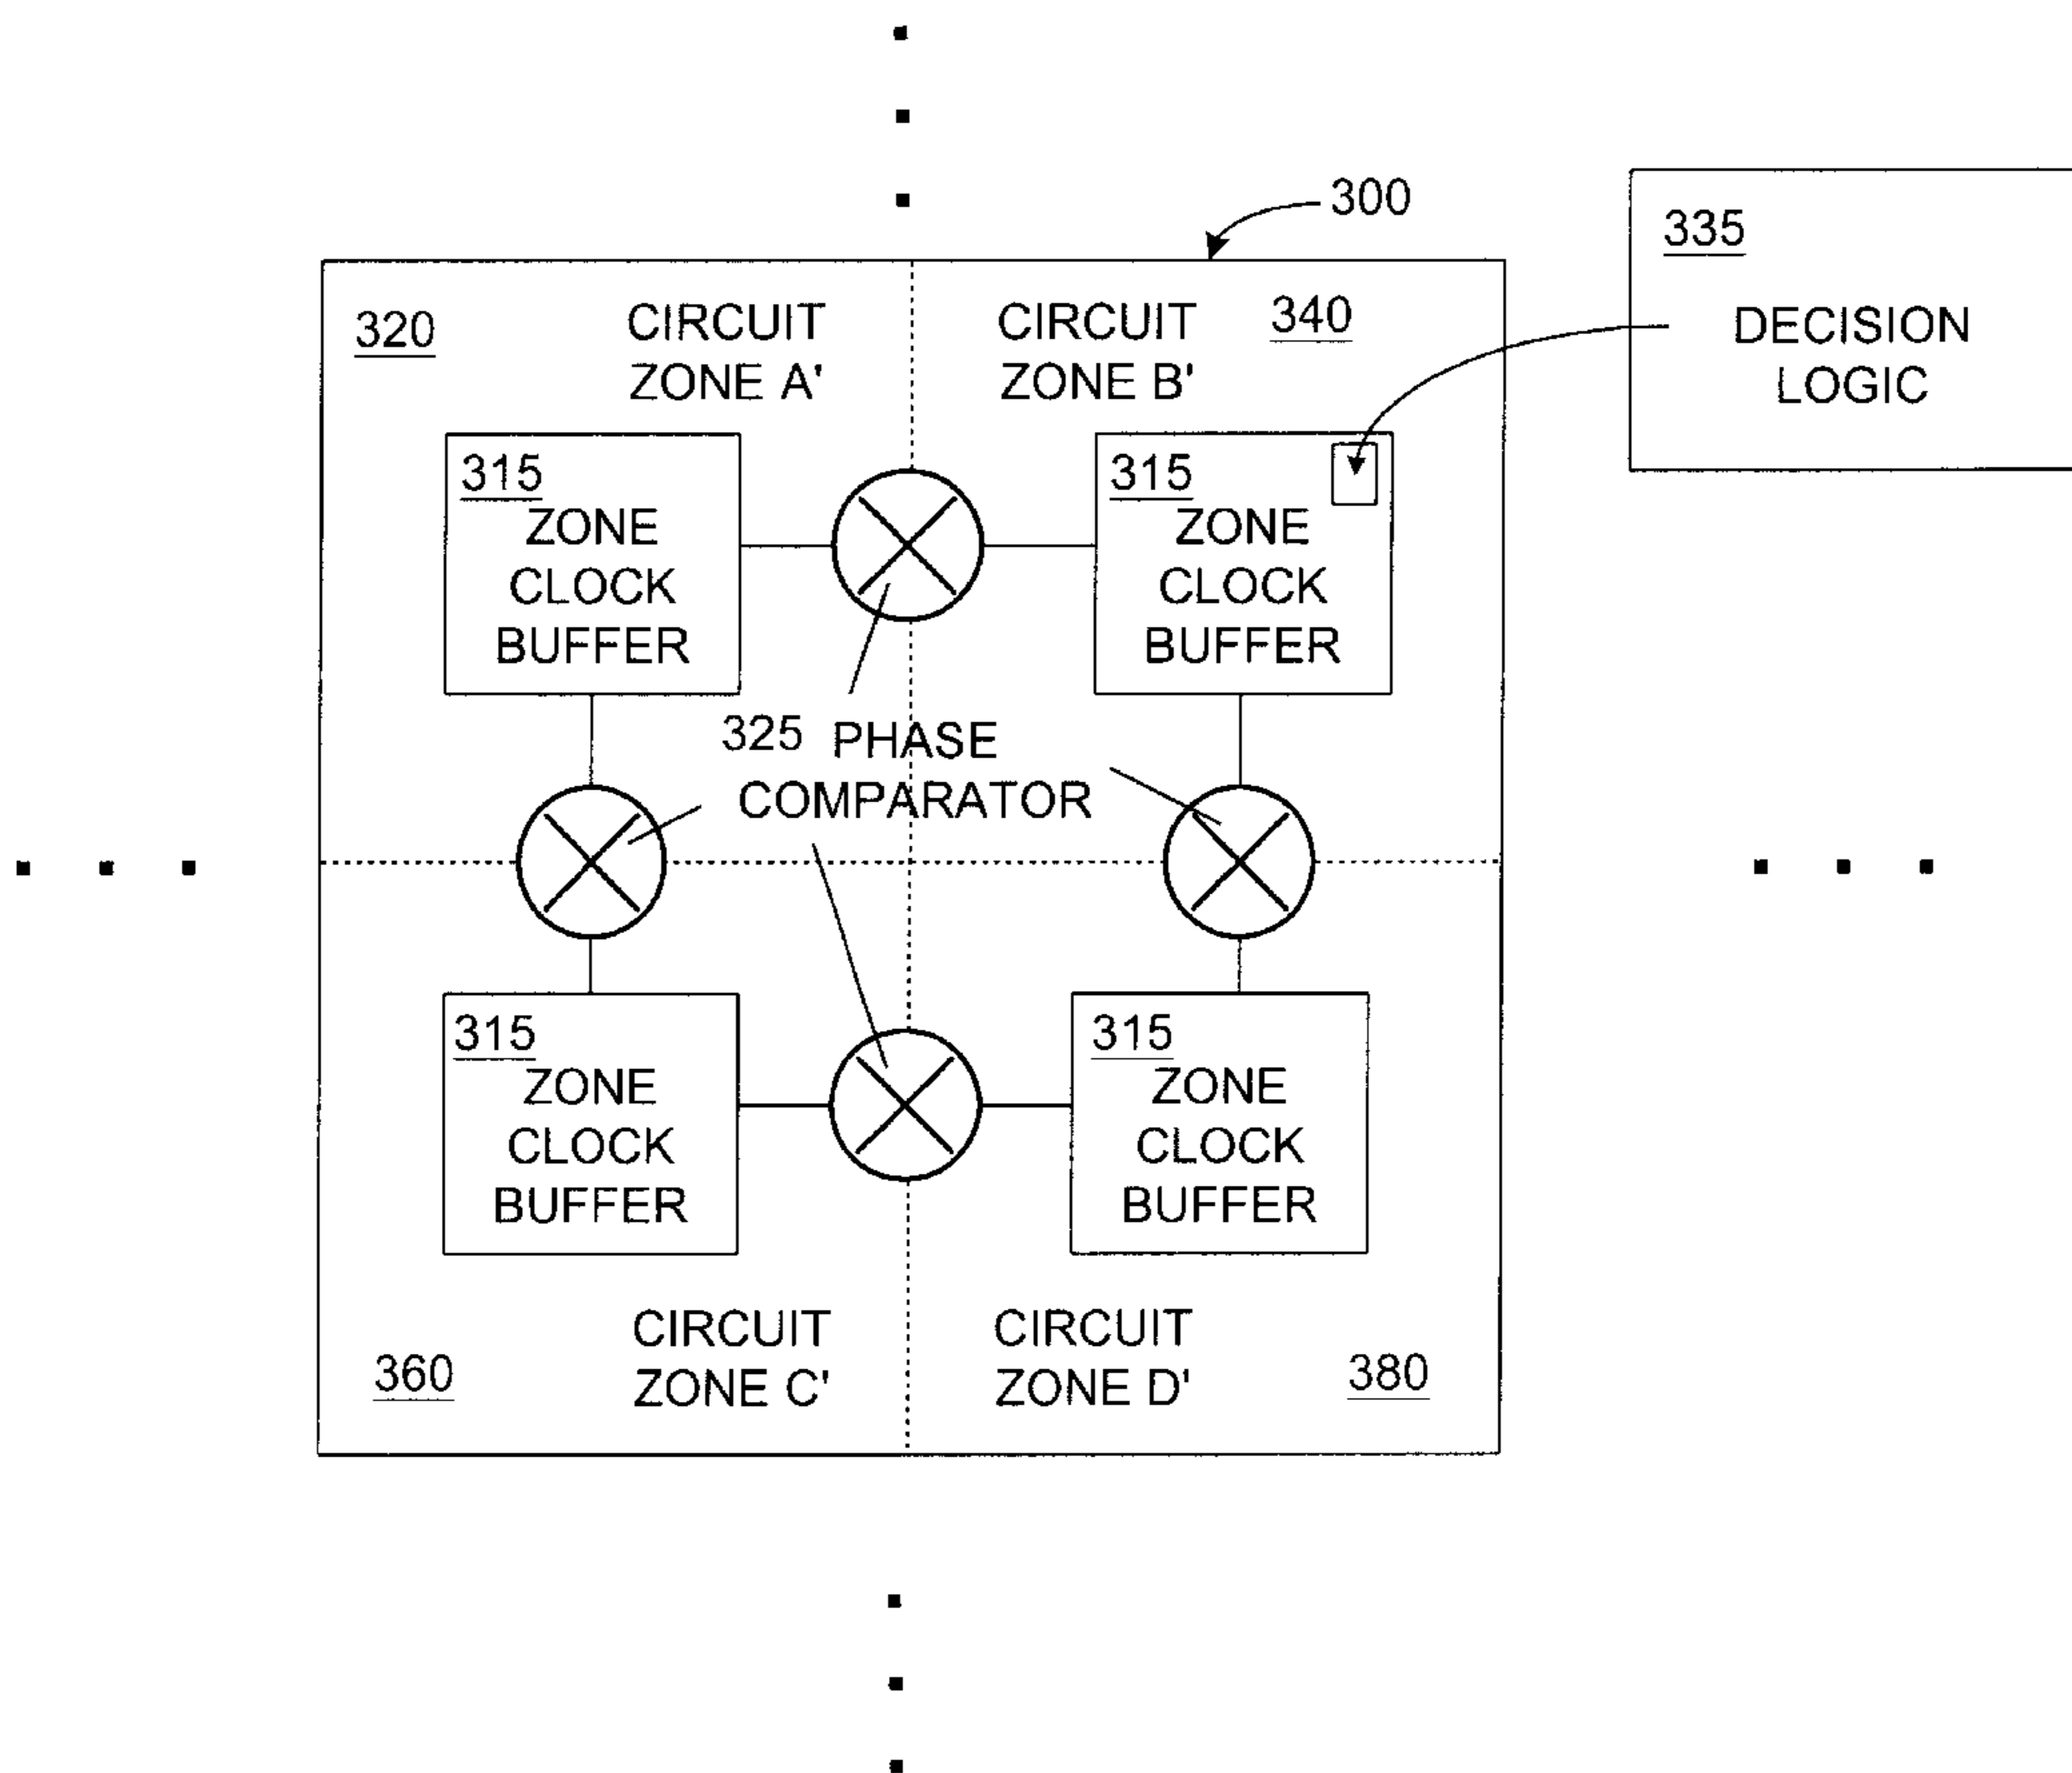 300
335
DECISION
LOGIC
320
CIRCUIT
ZONE A'
CIRCUIT
ZONE B'
340
315
ZONE
CLOCK
BUFFER
315
ZONE
CLOCK
BUFFER
325 PHASE
COMPARATOR
315
ZONE
CLOCK
BUFFER
315
ZONE
CLOCK
BUFFER
360
CIRCUIT
ZONE C'
CIRCUIT
ZONE D'
380